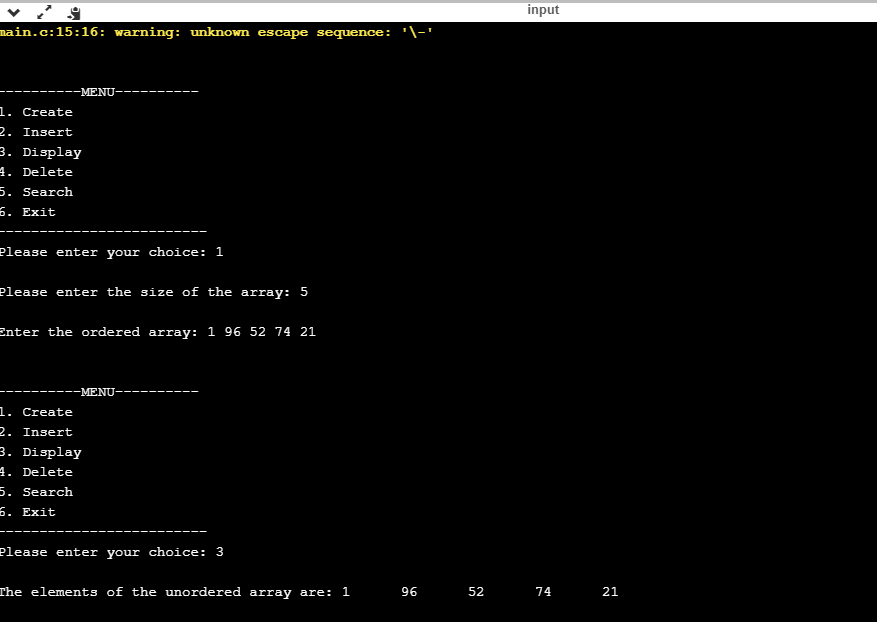 input
main.c:15:16: warning: unknown escape sequence: '\-'
----------MENU----------
1. Create
2. Insert
3. Display
4. Delete
5. Search
6. Exit
-------------------------
Please enter your choice: 1
Please enter the size of the array: 5
Enter the ordered array: 1 96 52 74 21
----------MENU----------
1. Create
2. Insert
3. Display
4. Delete
5. Search
6. Exit
-------------------------
Please enter your choice: 3
The elements of the unordered array are: 1 96 52 74 21